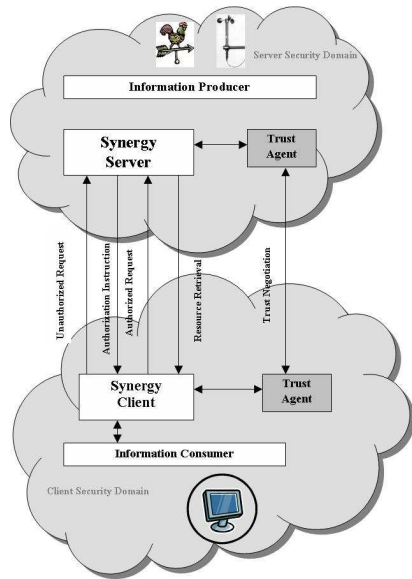 Server Security Domain
Information Producer
Synergy
Server
Trust
Agent
Unauthorized Request
Authorization Instruction
Authorized Request
Resource Retrieval
Trust Negotiation
Synergy
Client
Trust
Agent
Information Consumer
Client Security Domain